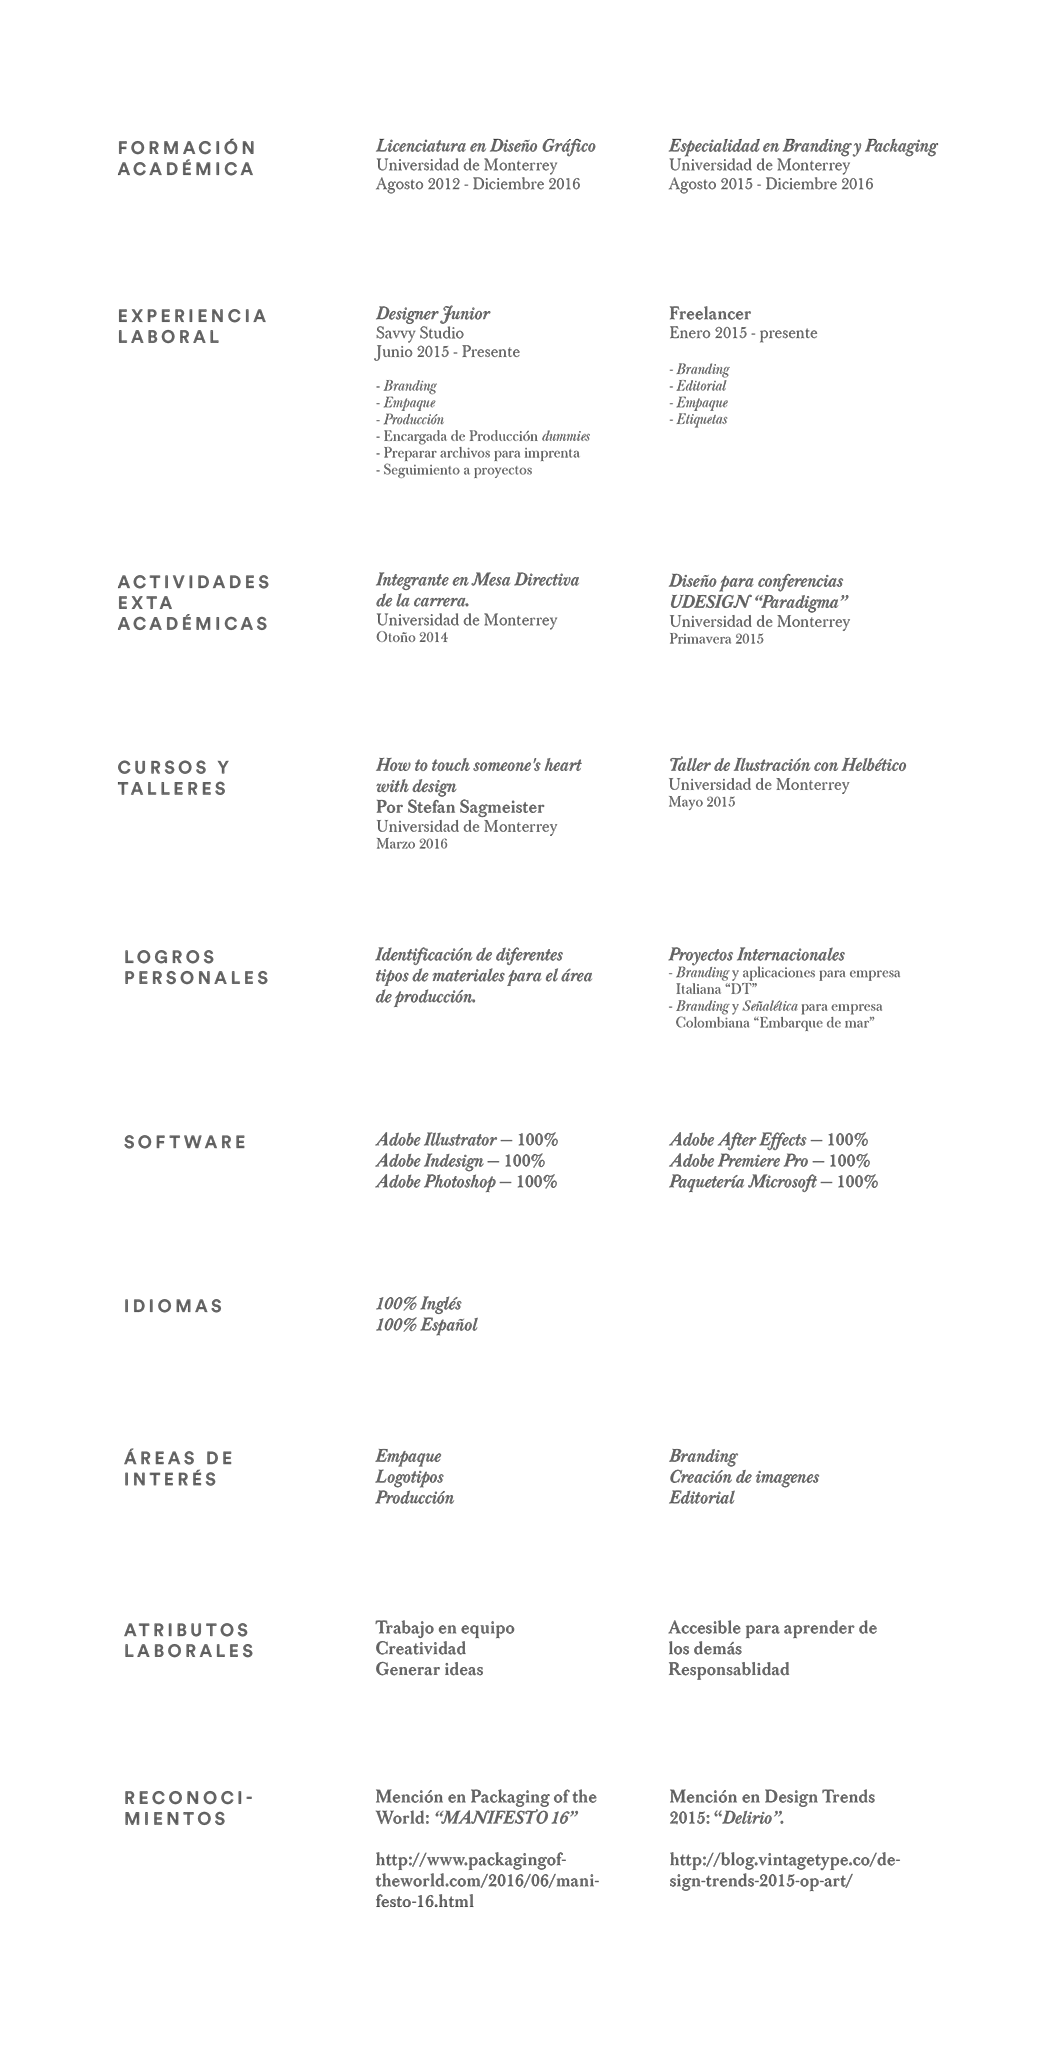 FORMACIÓN
ACADÉMICA
Licenciatura en Diseño Gráfico
Universidad de Monterrey
Agosto 2012 - Diciembre 2016
Especialidad en Branding y Packaging
Universidad de Monterrey
Agosto 2015 - Diciembre 2016
EXPERIENCIA
LABORAL
Designer Junior
Savvy Studio
Junio 2015 - Presente
- Branding
- Empaque
- Producción
- Encargada de Producción dummies
- Preparar archivos para imprenta
- Seguimiento a proyectos
Freelancer
Enero 2015 - presente
- Branding
- Editorial
- Empaque
- Etiquetas
ACTIVIDADES
EXTA
ACADÉMICAS
Integrante en Mesa Directiva
de la carrera.
Universidad de Monterrey
Otoño 2014
Diseño para conferencias
UDESIGN “Paradigma”
Universidad de Monterrey
Primavera 2015
CURSOS Y
TALLERES
How to touch someone's heart
with design
Por Stefan Sagmeister
Universidad de Monterrey
Marzo 2016
Taller de Ilustración con Helbético
Universidad de Monterrey
Mayo 2015
LOGROS
PERSONALES
Identificación de diferentes
tipos de materiales para el área
de producción.
Proyectos Internacionales
- Branding y aplicaciones para empresa
Italiana “DT”
- Branding y Señalética para empresa
Colombiana “Embarque de mar”
SOFTWARE
Adobe Illustrator — 100%
Adobe Indesign — 100%
Adobe Photoshop — 100%
Adobe After Effects — 100%
Adobe Premiere Pro — 100%
Paquetería Microsoft — 100%
IDIOMAS
100% Inglés
100% Español
ÁREAS DE
INTERÉS
Empaque
Logotipos
Producción
Branding
Creación de imagenes
Editorial
ATRIBUTOS
LABORALES
Trabajo en equipo
Creatividad
Generar ideas
Accesible para aprender de
los demás
Responsablidad
RECONOCI-
MIENTOS
Mención en Packaging of the
World: “MANIFESTO 16”
http://www.packagingof-
theworld.com/2016/06/mani-
festo-16.html
Mención en Design Trends
2015: “Delirio”.
http://blog.vintagetype.co/de-
sign-trends-2015-op-art/